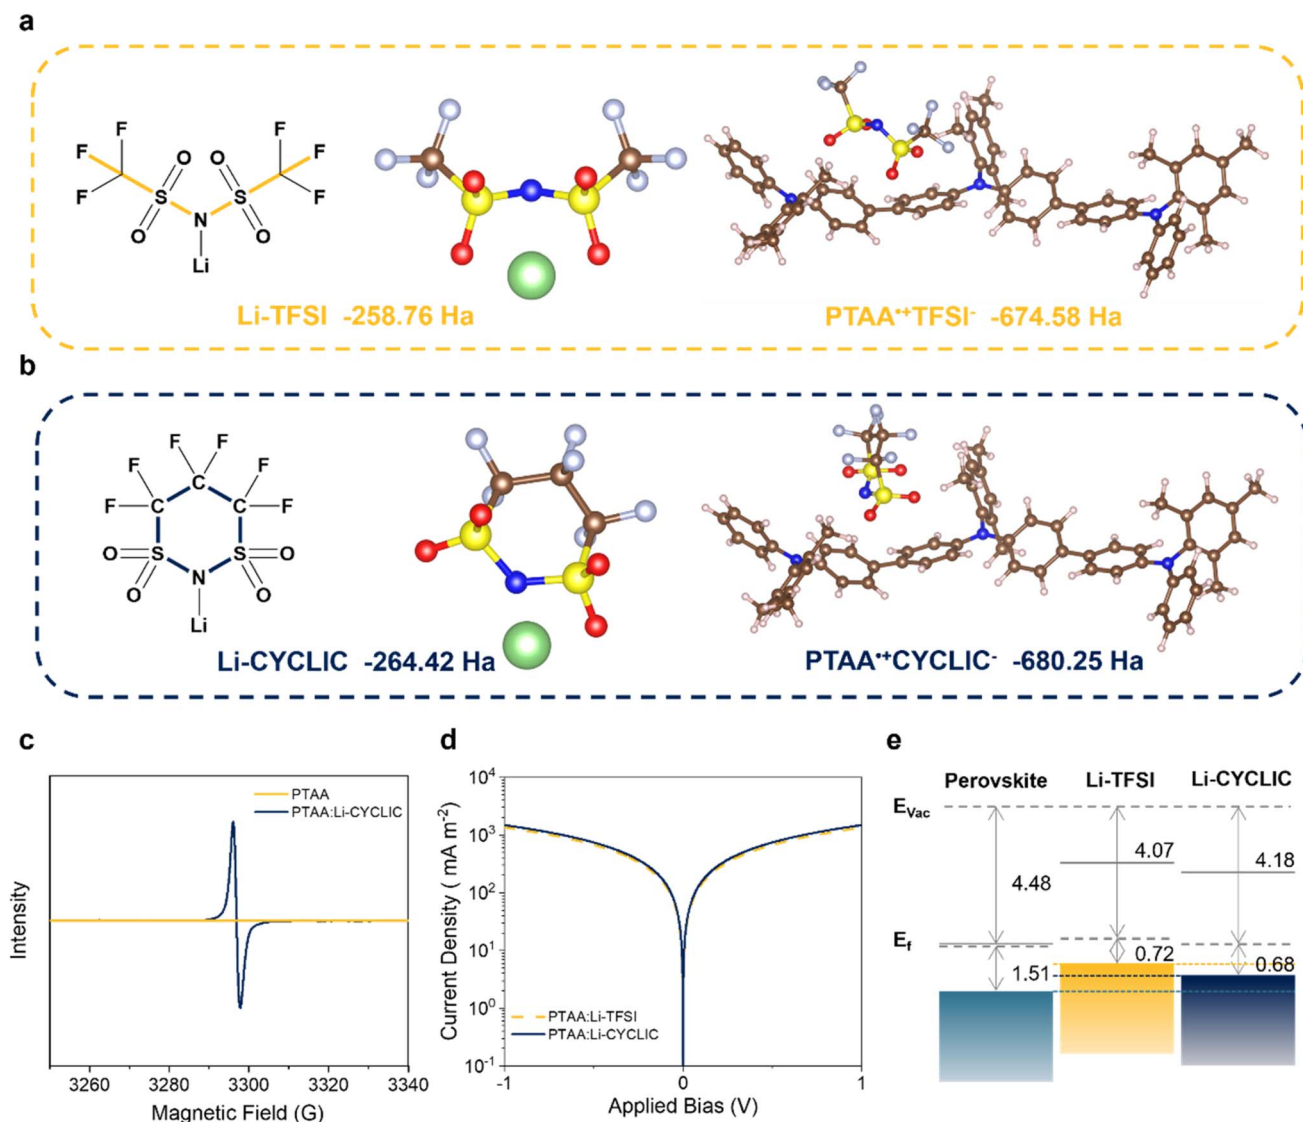 a
F
F
F
O
O
F
F
F
S
S
O
N
O
Li
Li-TFSI -258.76 Ha
PTAA•+TFSI- -674.58 Ha
b
F
F
F
C
F
F
C
C
F
O
S
S
O
O
N
O
Li
Li-CYCLIC -264.42 Ha
PTAA•+CYCLIC- -680.25 Ha
c
PTAA
PTAA:Li-CYCLIC
Intensity
3260 3280 3300 3320 3340
Magnetic Field (G)
d
10^4
10^3
10^2
10^1
10^0
10^-1
Current Density ( mA m^-2)
PTAA:Li-TFSI
PTAA:Li-CYCLIC
-1 0 1
Applied Bias (V)
e
Perovskite Li-TFSI Li-CYCLIC
E_Vac
4.07
4.18
4.48
E_f
0.72
0.68
1.51